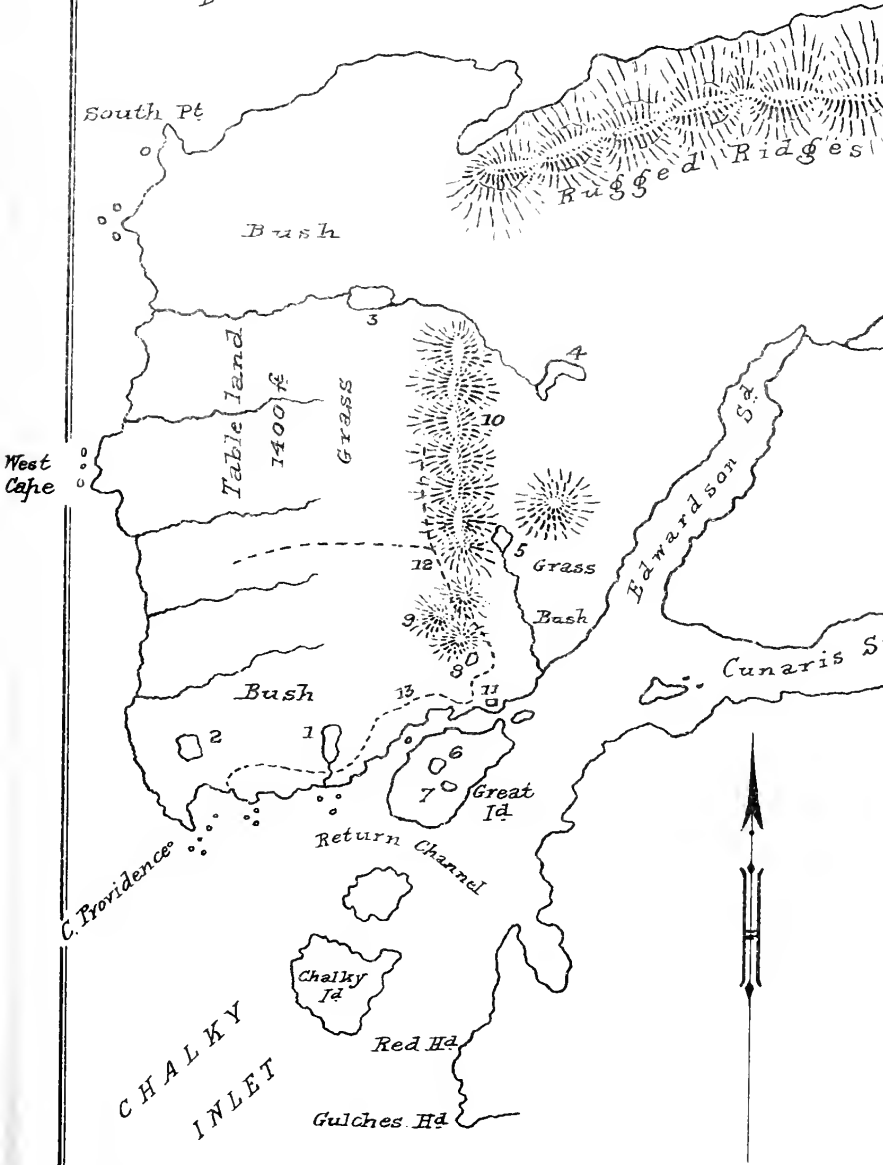 South Pt
Rugged Ridges
Bush
3
4
Table land
1400 ft
Grass
10
West
Cape
Edwardson Sd
5
12
Grass
9
Bush
8
Cunaris S
Bush
13
11
2
1
6
7
Great
Id
Return Channel
C. Providence
Chalky
Id
CHALKY
INLET
Red Hd
Gulches Hd